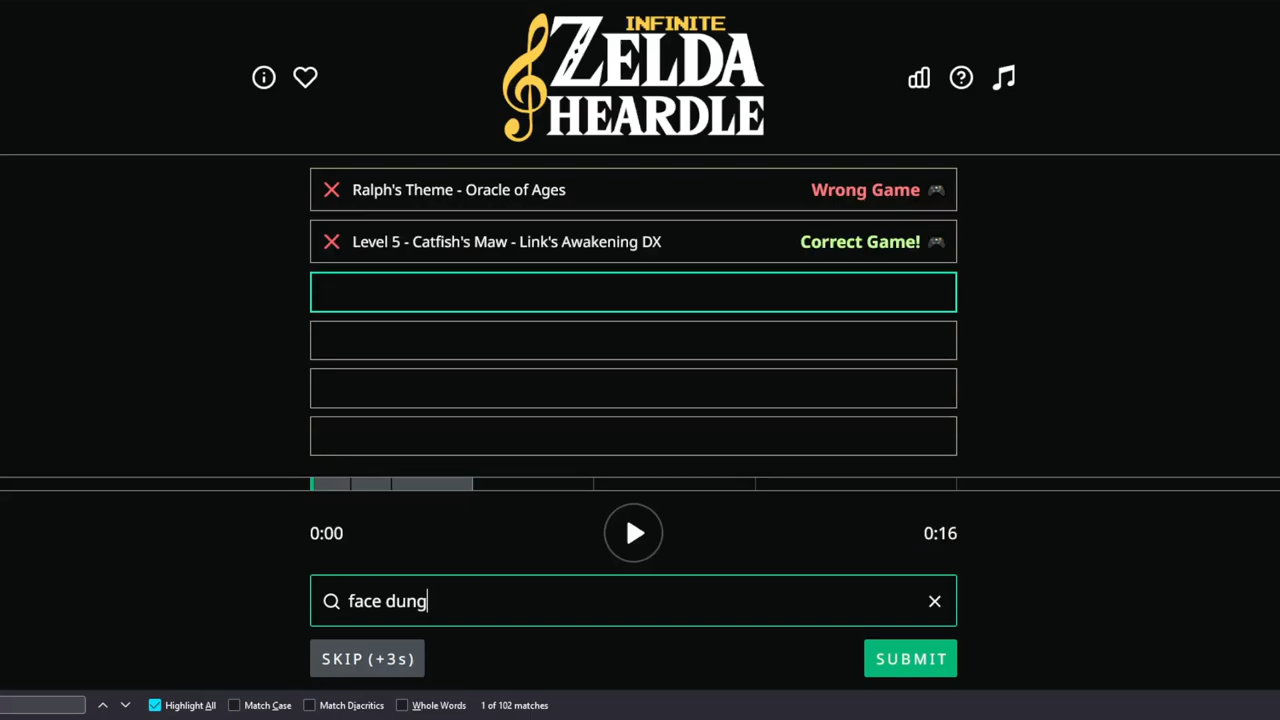 INFINITE
ZELDA
HEARDLE
Ralph's Theme - Oracle of Ages Wrong Game
Level 5 - Catfish's Maw - Link's Awakening DX Correct Game!
0:00 0:16
face dung
SKIP (+3s) SUBMIT
Highlight All Match Case Match Diacritics Whole Words 1 of 102 matches